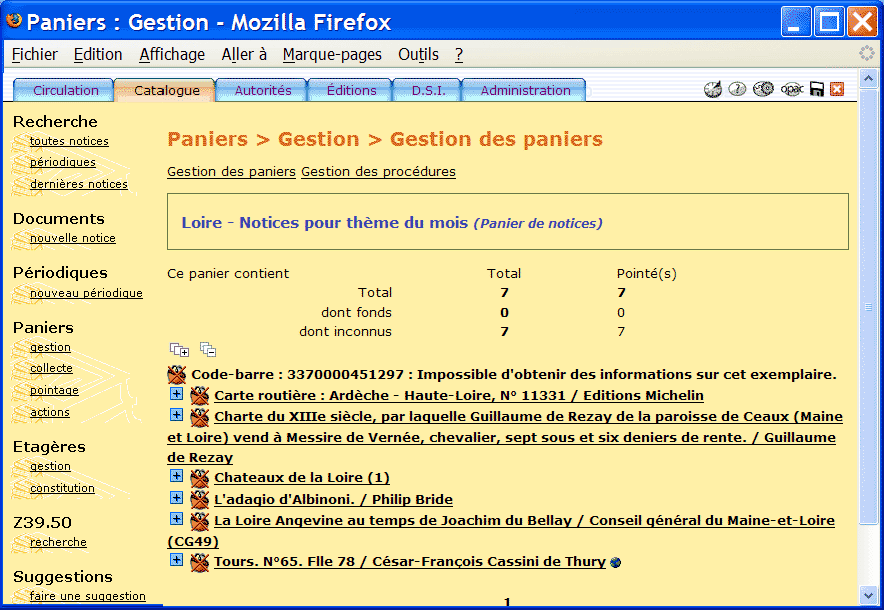 Paniers : Gestion - Mozilla Firefox
Fichier Edition Affichage Aller à Marque-pages Outils ?
Circulation Catalogue Autorités Éditions D.S.I. Administration opac
Recherche
toutes notices
périodiques
dernières notices
Documents
nouvelle notice
Périodiques
nouveau périodique
Paniers
gestion
collecte
pointage
actions
Etagères
gestion
constitution
Z39.50
recherche
Suggestions
faire une suggestion
Paniers > Gestion > Gestion des paniers
Gestion des paniers Gestion des procédures
Loire - Notices pour thème du mois (Panier de notices)
Ce panier contient Total Pointé(s)
Total 7 7
dont fonds 0 0
dont inconnus 7 7
Code-barre : 3370000451297 : Impossible d'obtenir des informations sur cet exemplaire.
Carte routière : Ardèche - Haute-Loire, N° 11331 / Editions Michelin
Charte du XIIIe siècle, par laquelle Guillaume de Rezay de la paroisse de Ceaux (Maine
et Loire) vend à Messire de Vernée, chevalier, sept sous et six deniers de rente. / Guillaume
de Rezay
Chateaux de la Loire (1)
L'adagio d'Albinoni. / Philip Bride
La Loire Angevine au temps de Joachim du Bellay / Conseil général du Maine-et-Loire
(CG49)
Tours. N°65. Flle 78 / César-François Cassini de Thury
1